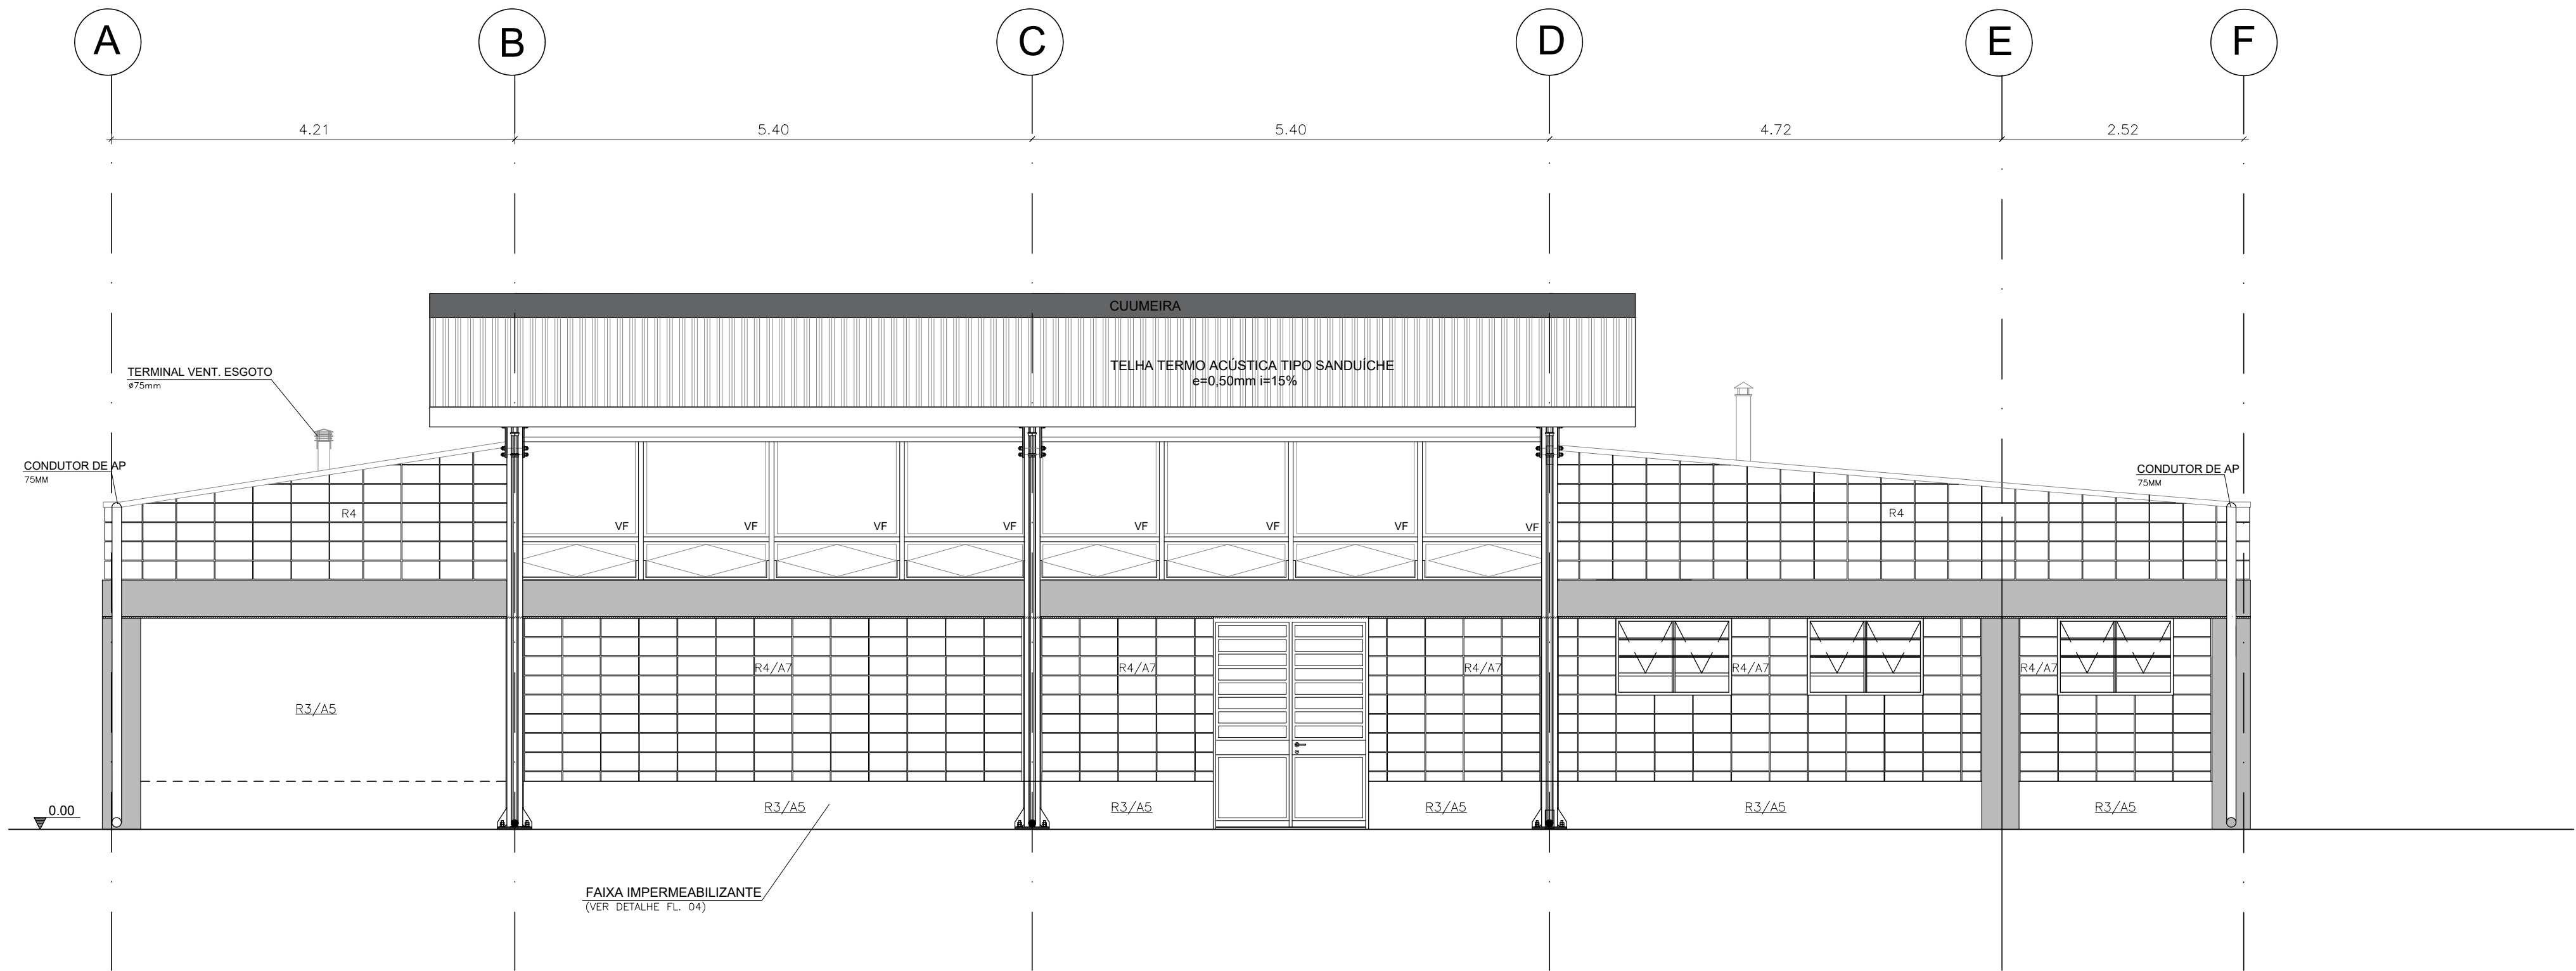 A B C D E F
4.21 5.40 5.40 4.72 2.52
CUUMEIRA
TELHA TERMO ACÚSTICA TIPO SANDUÍCHE
e=0,50mm i=15%
TERMINAL VENT. ESGOTO
ø75mm
CONDUTOR DE AP
75MM
CONDUTOR DE AP
75MM
R4
R4
VF VF VF VF VF VF VF VF
R4/A7 R4/A7 R4/A7 R4/A7 R4/A7
R3/A5
0.00
R3/A5 R3/A5 R3/A5 R3/A5 R3/A5
FAIXA IMPERMEABILIZANTE
(VER DETALHE FL. 04)